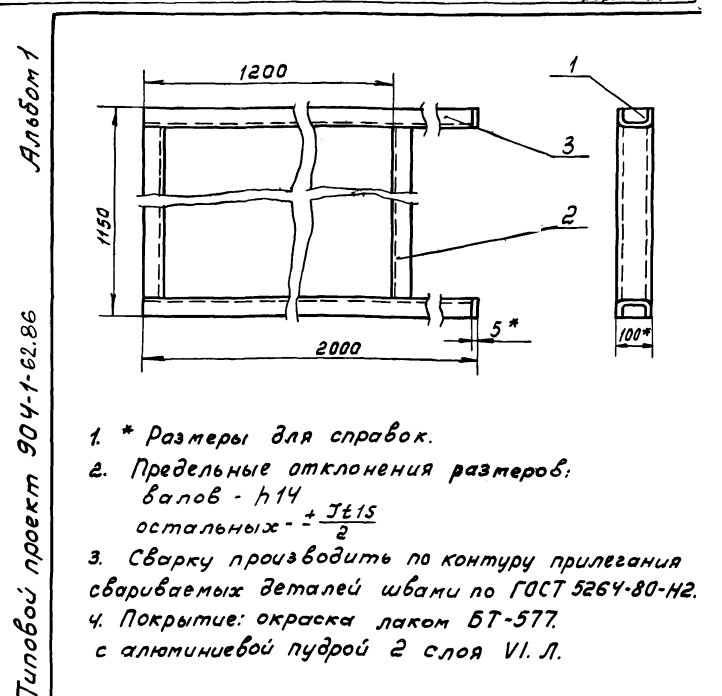 Альбом 1
Типовой проект 904-1-62.86
1200
1
3
1150
2
5*
100*
2000
1. * Размеры для справок.
2. Предельные отклонения размеров:
валов - h14
остальных - ± It15/2
3. Сварку производить по контуру прилегания
свариваемых деталей швами по ГОСТ 5264-80-Н2.
4. Покрытие: окраска лаком БТ-577.
с алюминиевой пудрой 2 слоя VI. Л.